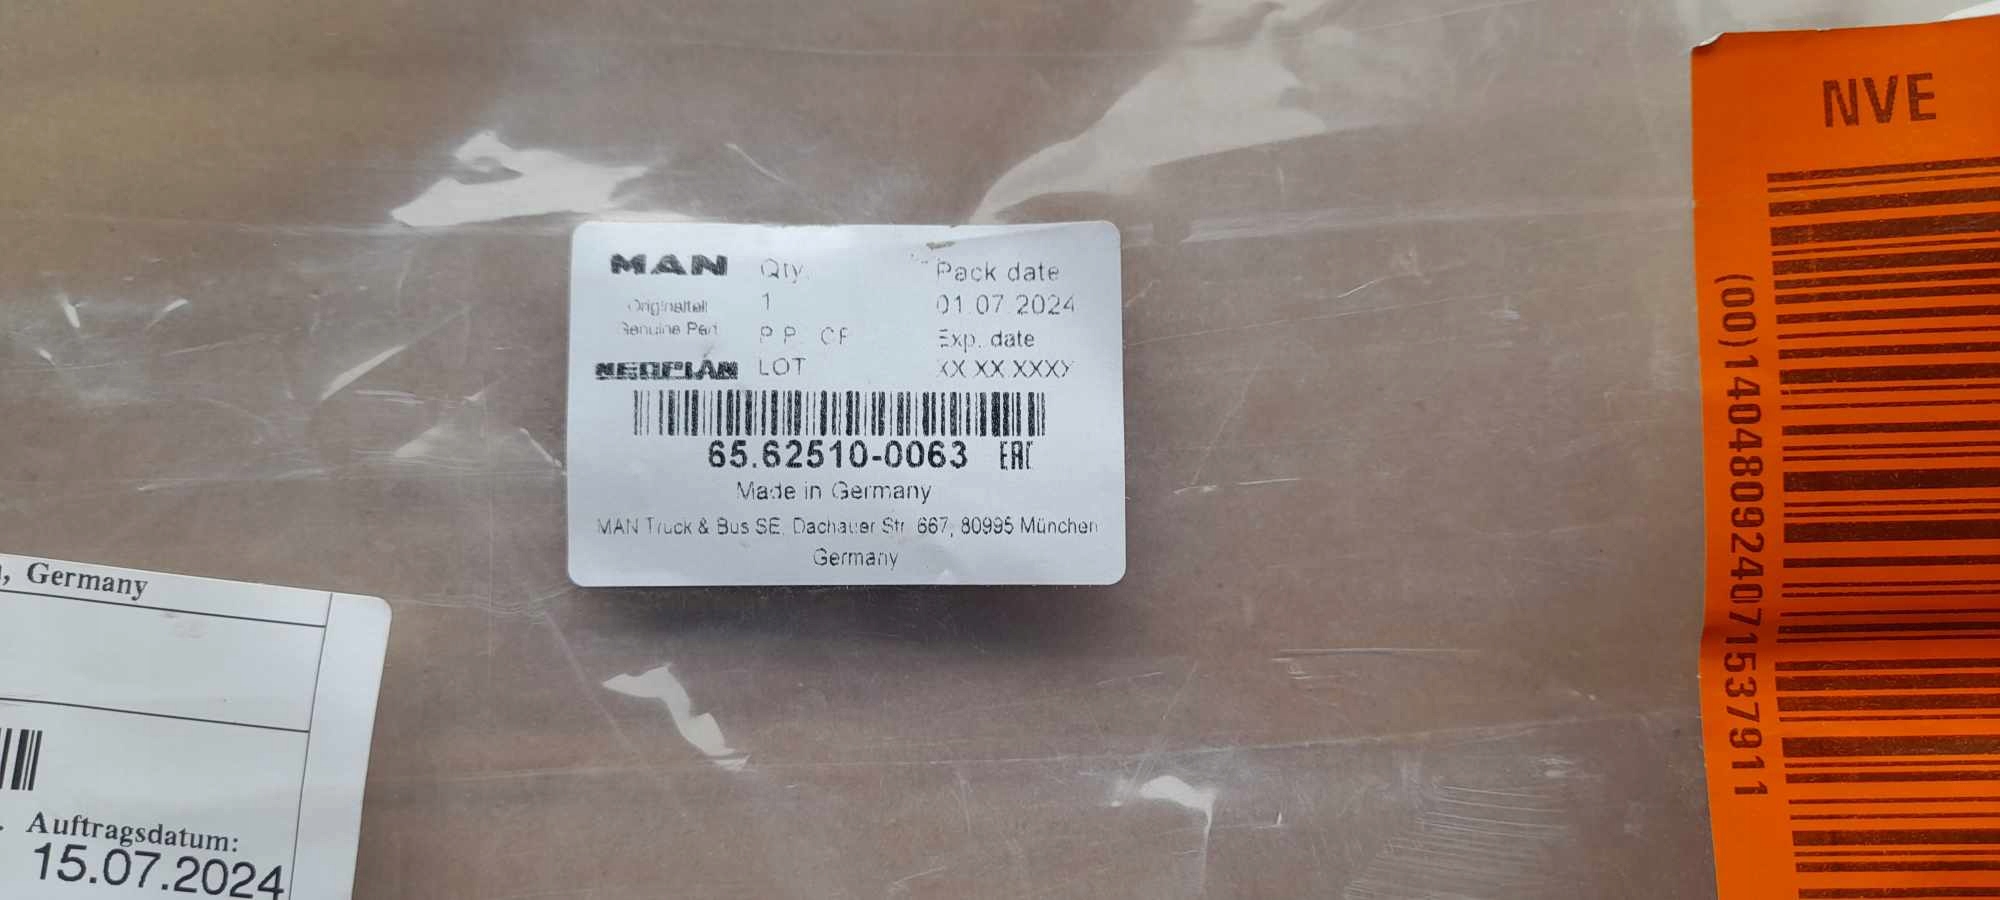 MAN
Originalteil
Genuine Part
NEOPLAN
Qty.
1
P.P.
LOT
Pack date
01.07.2024
Exp. date
XX.XX.XXXX
65.62510-0063 EAC
Made in Germany
MAN Truck & Bus SE, Dachauer Str. 667, 80995 München
Germany
, Germany
Auftragsdatum:
15.07.2024
NVE
(00)140480924071537911